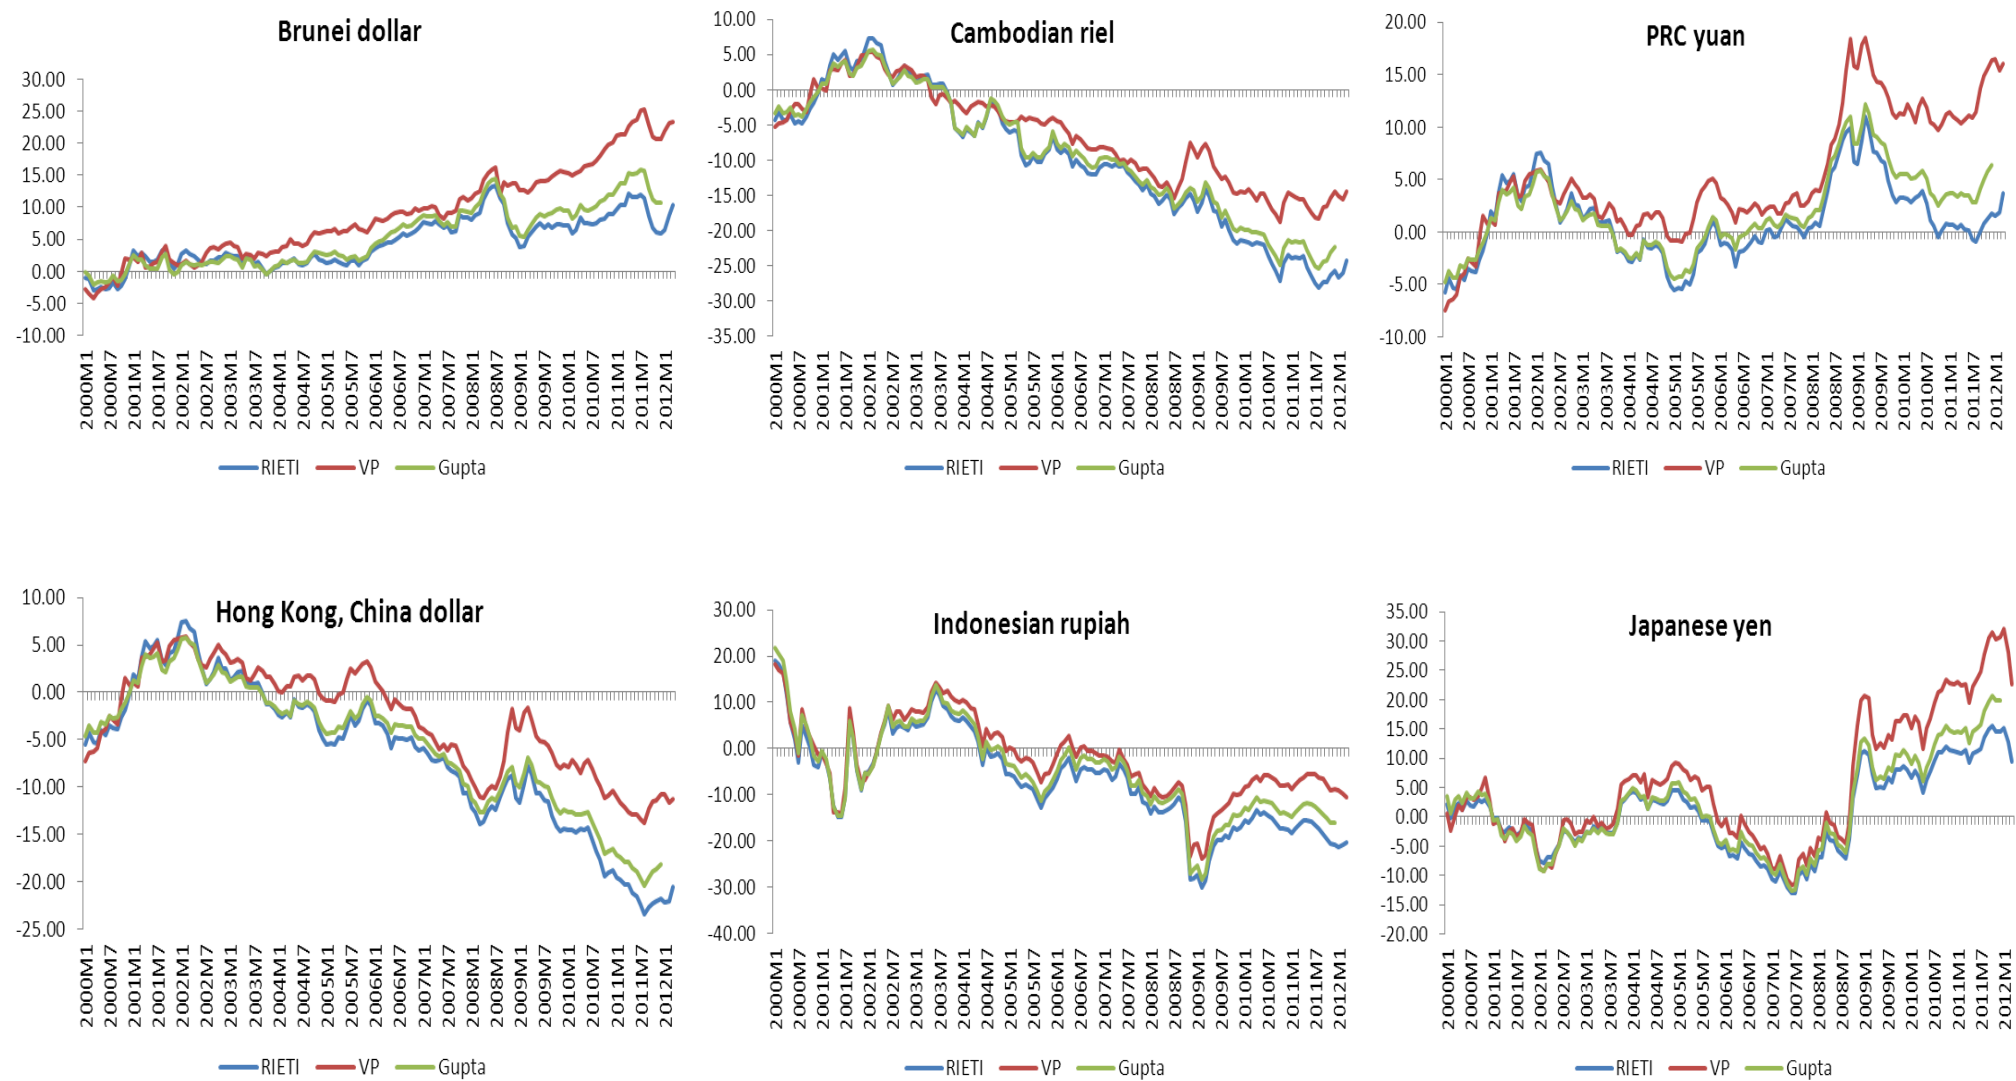 Brunei dollar
30.00
25.00
20.00
15.00
10.00
5.00
0.00
-5.00
-10.00
2000M1
2000M7
2001M1
2001M7
2002M1
2002M7
2003M1
2003M7
2004M1
2004M7
2005M1
2005M7
2006M1
2006M7
2007M1
2007M7
2008M1
2008M7
2009M1
2009M7
2010M1
2010M7
2011M1
2011M7
2012M1
RIETI VP Gupta
Cambodian riel
10.00
5.00
0.00
-5.00
-10.00
-15.00
-20.00
-25.00
-30.00
-35.00
2000M1
2000M7
2001M1
2001M7
2002M1
2002M7
2003M1
2003M7
2004M1
2004M7
2005M1
2005M7
2006M1
2006M7
2007M1
2007M7
2008M1
2008M7
2009M1
2009M7
2010M1
2010M7
2011M1
2011M7
2012M1
RIETI VP Gupta
PRC yuan
20.00
15.00
10.00
5.00
0.00
-5.00
-10.00
2000M1
2000M7
2001M1
2001M7
2002M1
2002M7
2003M1
2003M7
2004M1
2004M7
2005M1
2005M7
2006M1
2006M7
2007M1
2007M7
2008M1
2008M7
2009M1
2009M7
2010M1
2010M7
2011M1
2011M7
2012M1
RIETI VP Gupta
Hong Kong, China dollar
10.00
5.00
0.00
-5.00
-10.00
-15.00
-20.00
-25.00
2000M1
2000M7
2001M1
2001M7
2002M1
2002M7
2003M1
2003M7
2004M1
2004M7
2005M1
2005M7
2006M1
2006M7
2007M1
2007M7
2008M1
2008M7
2009M1
2009M7
2010M1
2010M7
2011M1
2011M7
2012M1
RIETI VP Gupta
Indonesian rupiah
30.00
20.00
10.00
0.00
-10.00
-20.00
-30.00
-40.00
2000M1
2000M7
2001M1
2001M7
2002M1
2002M7
2003M1
2003M7
2004M1
2004M7
2005M1
2005M7
2006M1
2006M7
2007M1
2007M7
2008M1
2008M7
2009M1
2009M7
2010M1
2010M7
2011M1
2011M7
2012M1
RIETI VP Gupta
Japanese yen
35.00
30.00
25.00
20.00
15.00
10.00
5.00
0.00
-5.00
-10.00
-15.00
-20.00
2000M1
2000M7
2001M1
2001M7
2002M1
2002M7
2003M1
2003M7
2004M1
2004M7
2005M1
2005M7
2006M1
2006M7
2007M1
2007M7
2008M1
2008M7
2009M1
2009M7
2010M1
2010M7
2011M1
2011M7
2012M1
RIETI VP Gupta